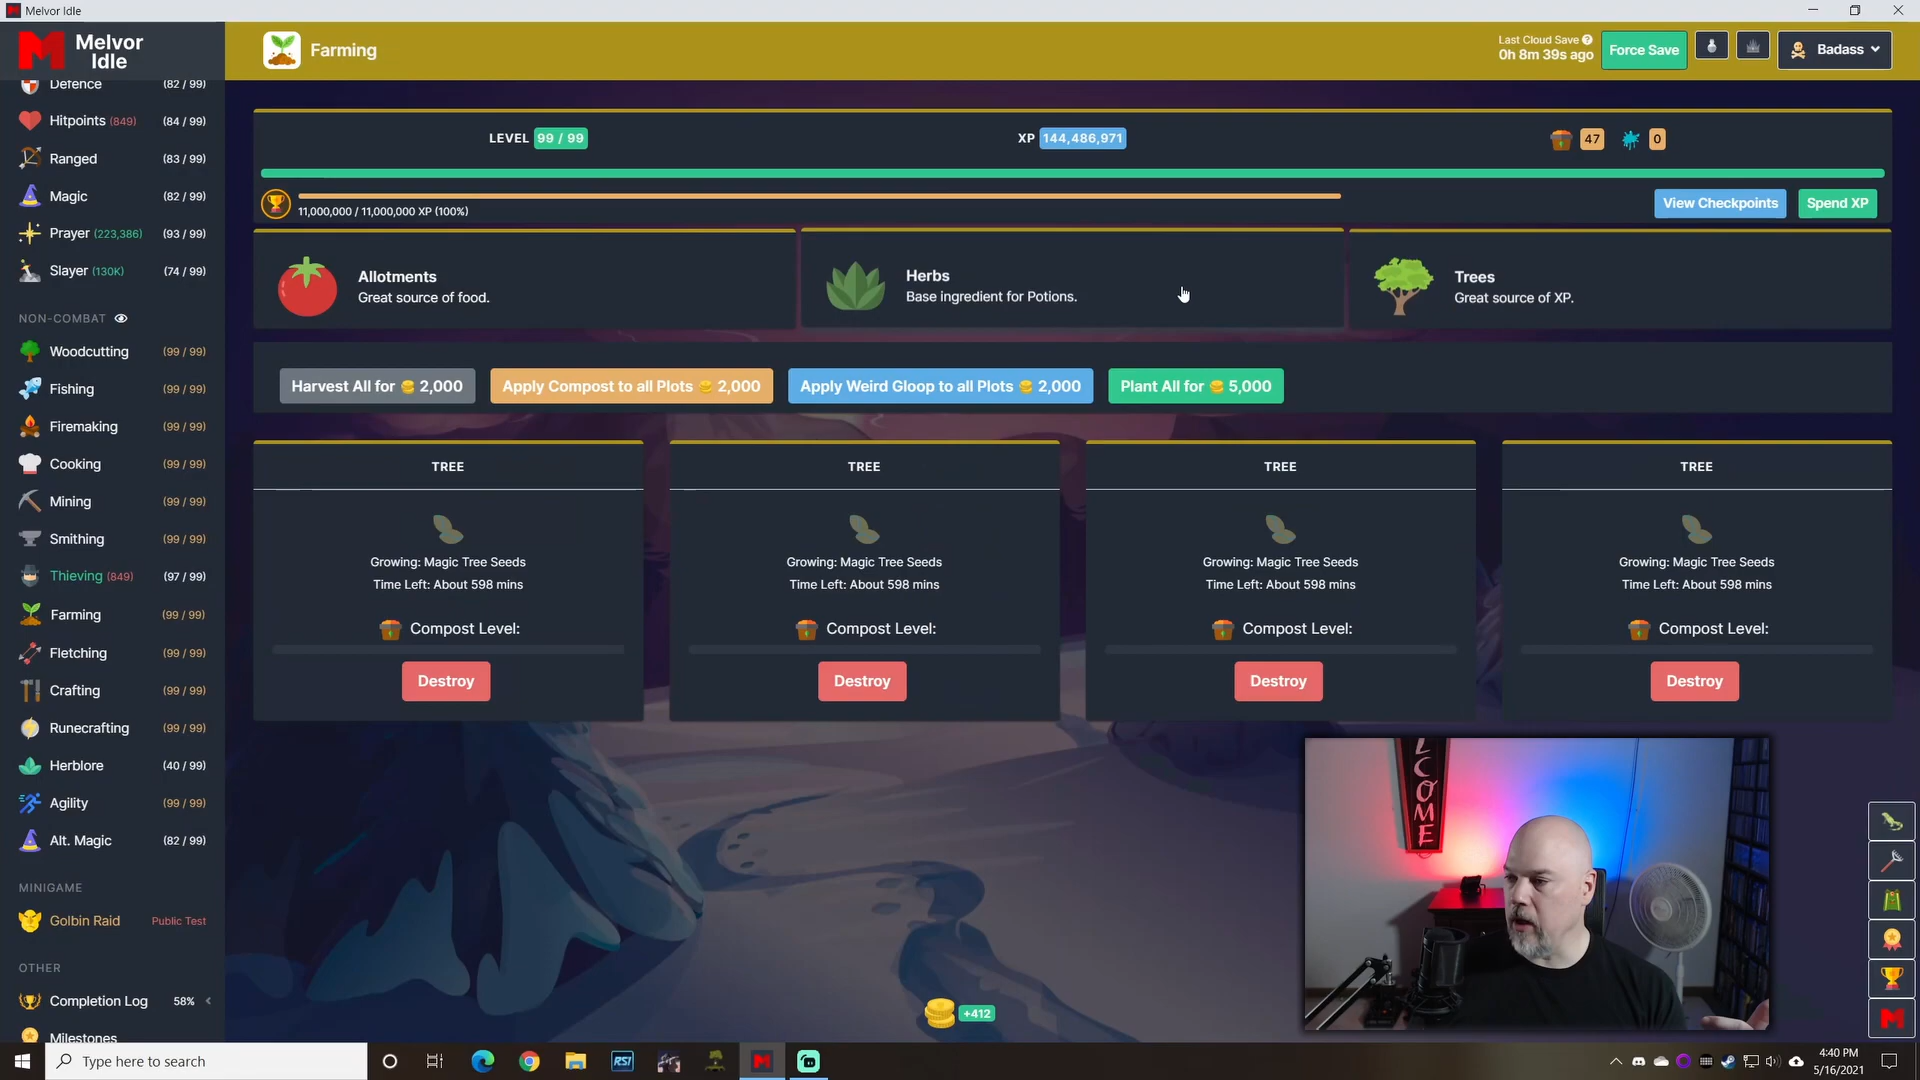 Melvor Idle
Melvor
Idle
Farming
Last Cloud Save
0h 8m 39s ago
Force Save
Badass
Defence (82 / 99)
Hitpoints (849) (84 / 99)
Ranged (83 / 99)
Magic (82 / 99)
Prayer (223,386) (93 / 99)
Slayer (130K) (74 / 99)
NON-COMBAT
Woodcutting (99 / 99)
Fishing (99 / 99)
Firemaking (99 / 99)
Cooking (99 / 99)
Mining (99 / 99)
Smithing (99 / 99)
Thieving (849) (97 / 99)
Farming (99 / 99)
Fletching (99 / 99)
Crafting (99 / 99)
Runecrafting (99 / 99)
Herblore (40 / 99)
Agility (99 / 99)
Alt. Magic (82 / 99)
MINIGAME
Golbin Raid Public Test
OTHER
Completion Log 58%
Milestones
LEVEL 99 / 99
XP 144,486,971
47
0
11,000,000 / 11,000,000 XP (100%)
View Checkpoints
Spend XP
Allotments
Great source of food.
Herbs
Base ingredient for Potions.
Trees
Great source of XP.
Harvest All for 2,000
Apply Compost to all Plots 2,000
Apply Weird Gloop to all Plots 2,000
Plant All for 5,000
TREE
Growing: Magic Tree Seeds
Time Left: About 598 mins
Compost Level:
Destroy
TREE
Growing: Magic Tree Seeds
Time Left: About 598 mins
Compost Level:
Destroy
TREE
Growing: Magic Tree Seeds
Time Left: About 598 mins
Compost Level:
Destroy
TREE
Growing: Magic Tree Seeds
Time Left: About 598 mins
Compost Level:
Destroy
LCOME
+412
Type here to search
RSI
4:40 PM
5/16/2021